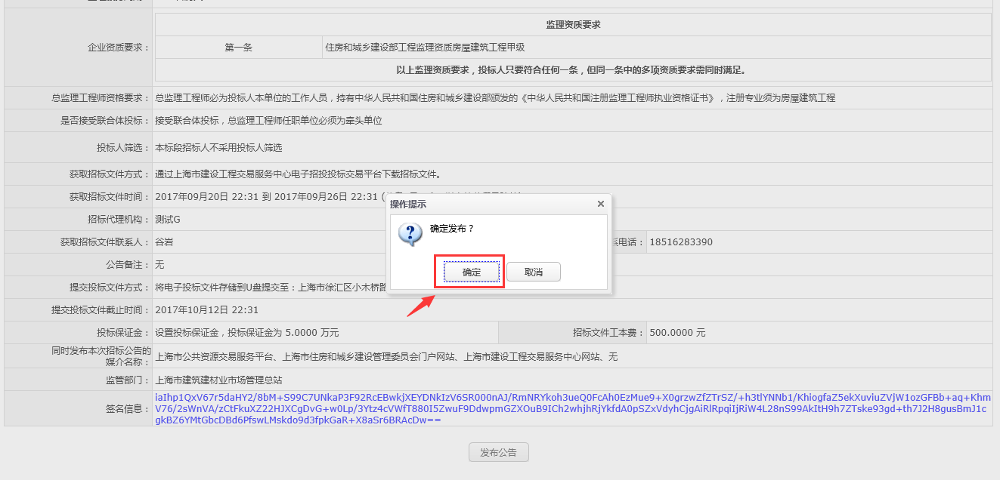 监理资质要求
企业资质要求：
第一条
住房和城乡建设部工程监理资质房屋建筑工程甲级
以上监理资质要求，投标人只要符合任何一条，但同一条中的多项资质要求需同时满足。
总监理工程师资格要求： 总监理工程师必为投标人本单位的工作人员，持有中华人民共和国住房和城乡建设部颁发的《中华人民共和国注册监理工程师执业资格证书》，注册专业须为房屋建筑工程
是否接受联合体投标： 接受联合体投标，总监理工程师任职单位必须为牵头单位
投标人筛选： 本标段招标人不采用投标人筛选
获取招标文件方式： 通过上海市建设工程交易服务中心电子招投投标交易平台下载招标文件。
获取招标文件时间： 2017年09月20日 22:31 到 2017年09月26日 22:31
招标代理机构： 测试G
获取招标文件联系人： 谷岩
电话： 18516283390
公告备注： 无
提交投标文件方式： 将电子投标文件存储到U盘提交至：上海市徐汇区小木桥路
提交投标文件截止时间： 2017年10月12日 22:31
投标保证金： 设置投标保证金，投标保证金为 5.0000 万元
招标文件工本费： 500.0000 元
同时发布本次招标公告的
媒介名称： 上海市公共资源交易服务平台、上海市住房和城乡建设管理委员会门户网站、上海市建设工程交易服务中心网站、无
监管部门： 上海市建筑建材业市场管理总站
签名信息：
iaIhp1QxV67r5daHY2/8bM+S99C7UNkaP3F92RcEBwkjXEYDNkIzV6SR000nAJ/RmNRYkoh3ueQ0FcAh0EzMue9+X0grzwZfZTrSZ/+h3tlYNNb1/KhiogfaZ5ekXuviuZVjW1ozGFBb+aq+Khm
V76/2sWnVA/zCtFkuXZ22HJXCgDvG+w0Lp/3Ytz4cVWfT880I5ZwuF9DdwpmGZXOuB9ICh2whjhRjYkfdA0pSZxVdyhCjgAiRlRpqiIjRiW4L28nS99AkItH9h7ZTske93gd+th7J2H8gusBmJ1c
gkBZ6YMtGbcDBd6PfswLMskdo9d3fpkGaR+X8aSr6BRAcDw==
操作提示
确定发布？
确定
取消
发布公告